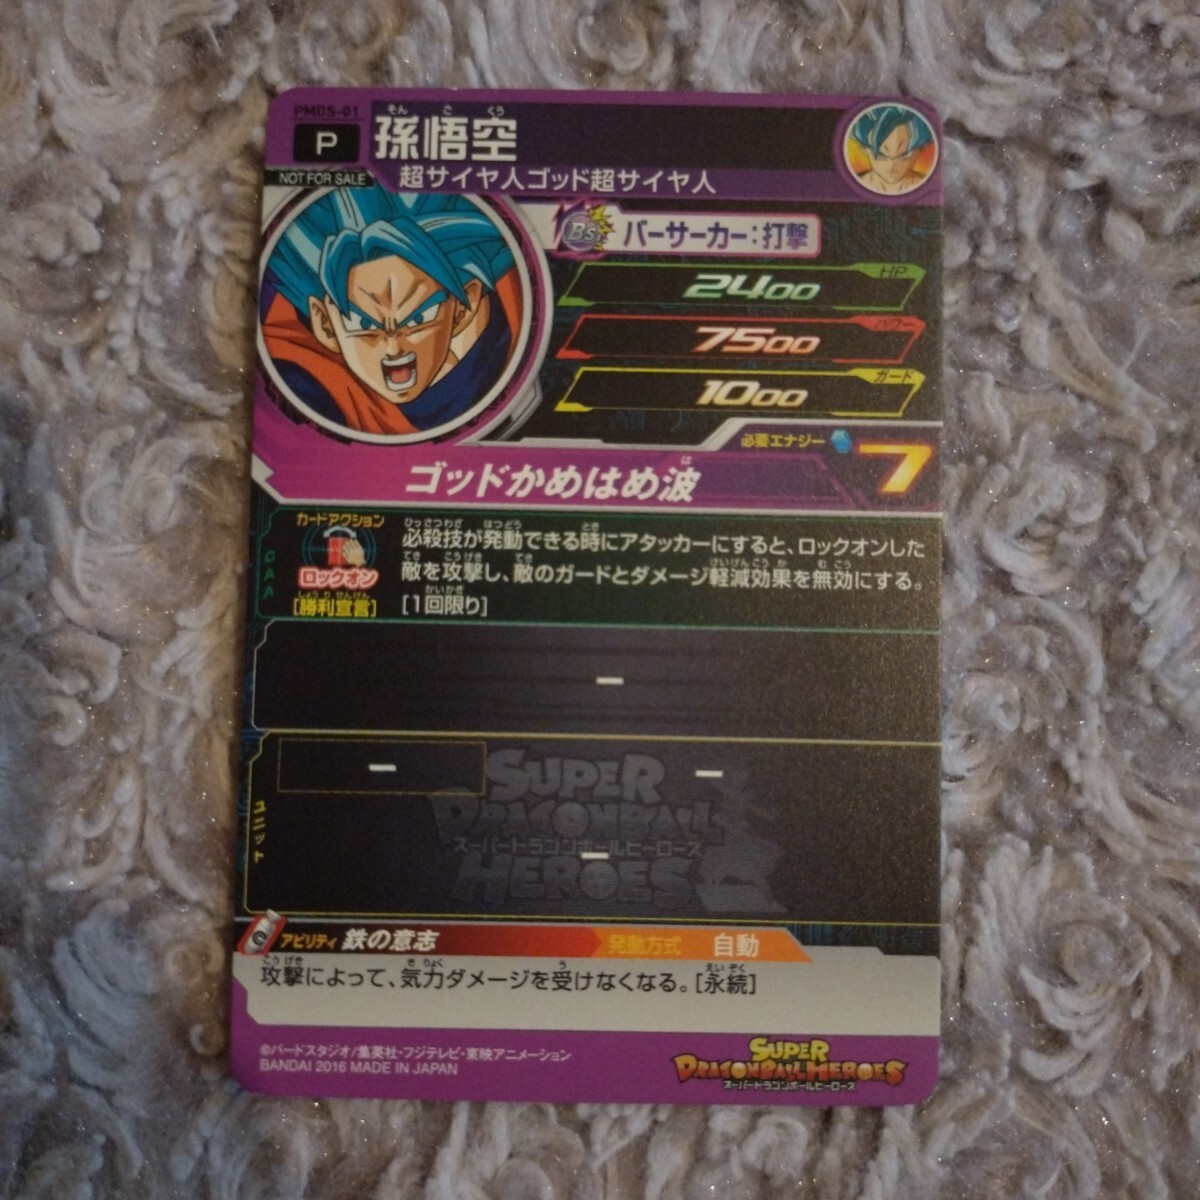 PMDS-01
P
NOT FOR SALE
孫悟空
そん ご くう
超サイヤ人ゴッド超サイヤ人
Bs バーサーカー:打撃
HP
2400
パワー
7500
ガード
1000
必要エナジー 7
ゴッドかめはめ波
は
CAA
カードアクション
ロックオン
しょうりせんげん
[勝利宣言]
ひっさつわざ はつどう とき
必殺技が発動できる時にアタッカーにすると、ロックオンした
てき こうげき てき けいげんこうか むこう
敵を攻撃し、敵のガードとダメージ軽減効果を無効にする。
かいかぎ
[1回限り]
ー
ユニット
ー
ー
ー
SUPER
DRAGONBALL
スーパードラゴンボールヒーローズ
HEROES
アビリティ 鉄の意志 発動方式 自動
こうげき きりょく う えいぞく
攻撃によって、気力ダメージを受けなくなる。[永続]
©バードスタジオ/集英社・フジテレビ・東映アニメーション
BANDAI 2016 MADE IN JAPAN
SUPER
DRAGONBALL HEROES
スーパードラゴンボールヒーローズ